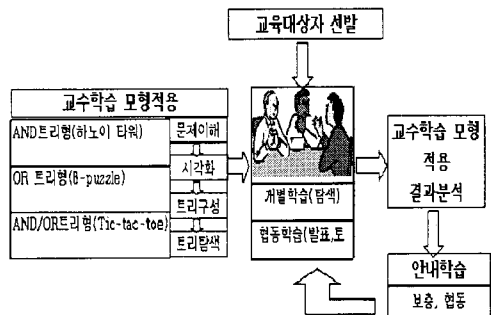 교육대상자 선발
교수학습 모형적용
AND트리형(하노이 타워)
문제이해
시각화
OR 트리형(8-puzzle)
트리구성
AND/OR트리형(Tic-tac-toe)
트리탐색
개별학습(탐색)
협동학습(발표,토
교수학습 모형
적용
결과분석
안내학습
보충, 협동